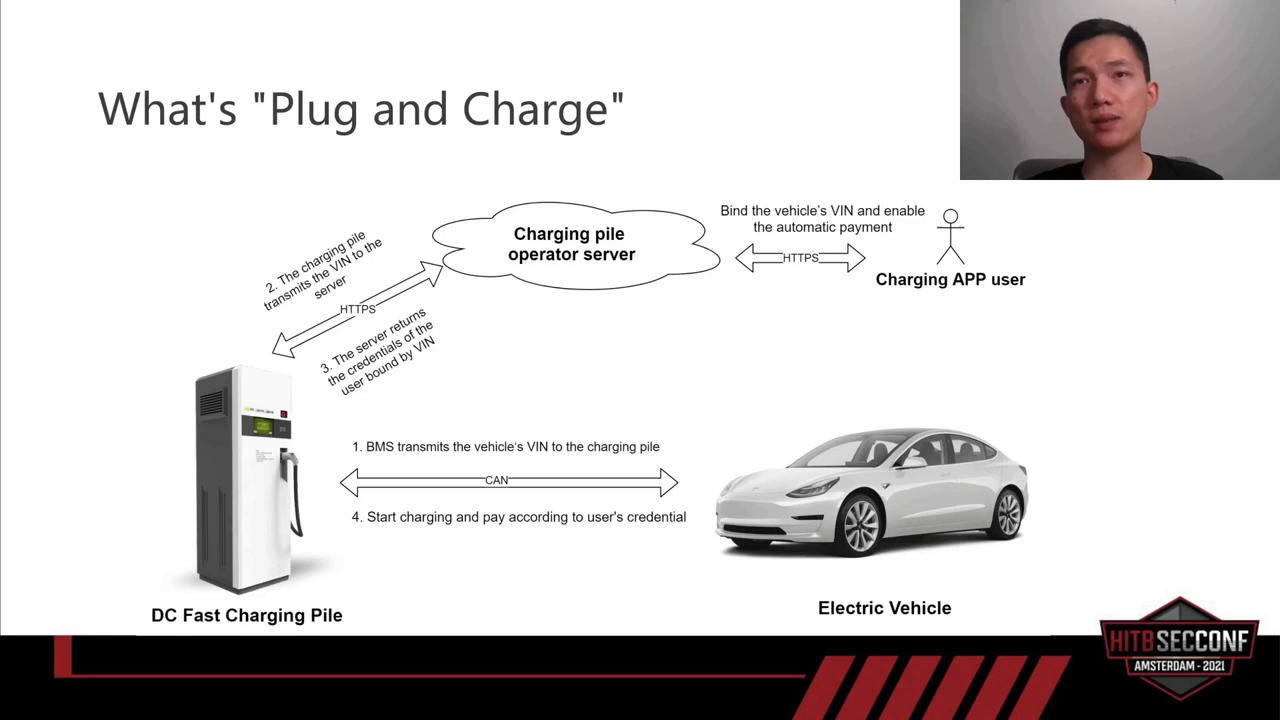 What's "Plug and Charge"
Bind the vehicle's VIN and enable
the automatic payment
HTTPS
Charging APP user
Charging pile
operator server
2. The charging pile
transmits the VIN to the
server
HTTPS
3. The server returns
the credentials of the
user bound by VIN
1. BMS transmits the vehicle's VIN to the charging pile
CAN
4. Start charging and pay according to user's credential
DC Fast Charging Pile
Electric Vehicle
HITBSECCONF
AMSTERDAM - 2021